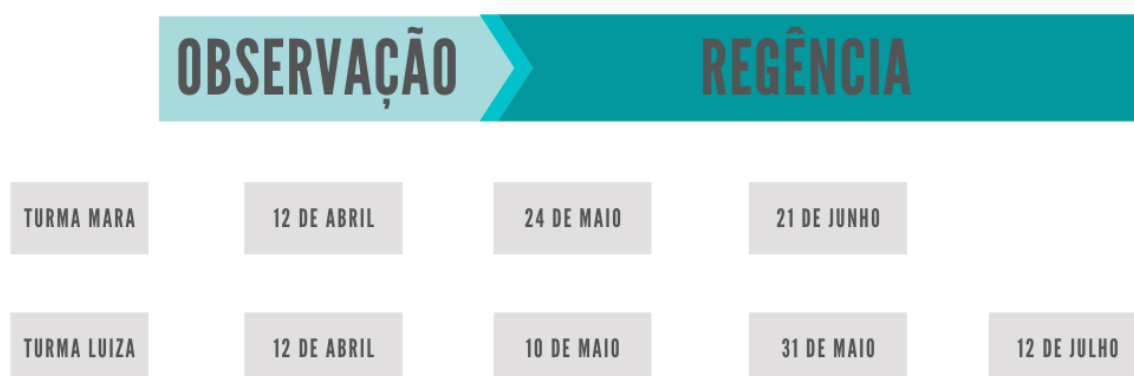 OBSERVAÇÃO REGÊNCIA
TURMA MARA 12 DE ABRIL 24 DE MAIO 21 DE JUNHO
TURMA LUIZA 12 DE ABRIL 10 DE MAIO 31 DE MAIO 12 DE JULHO